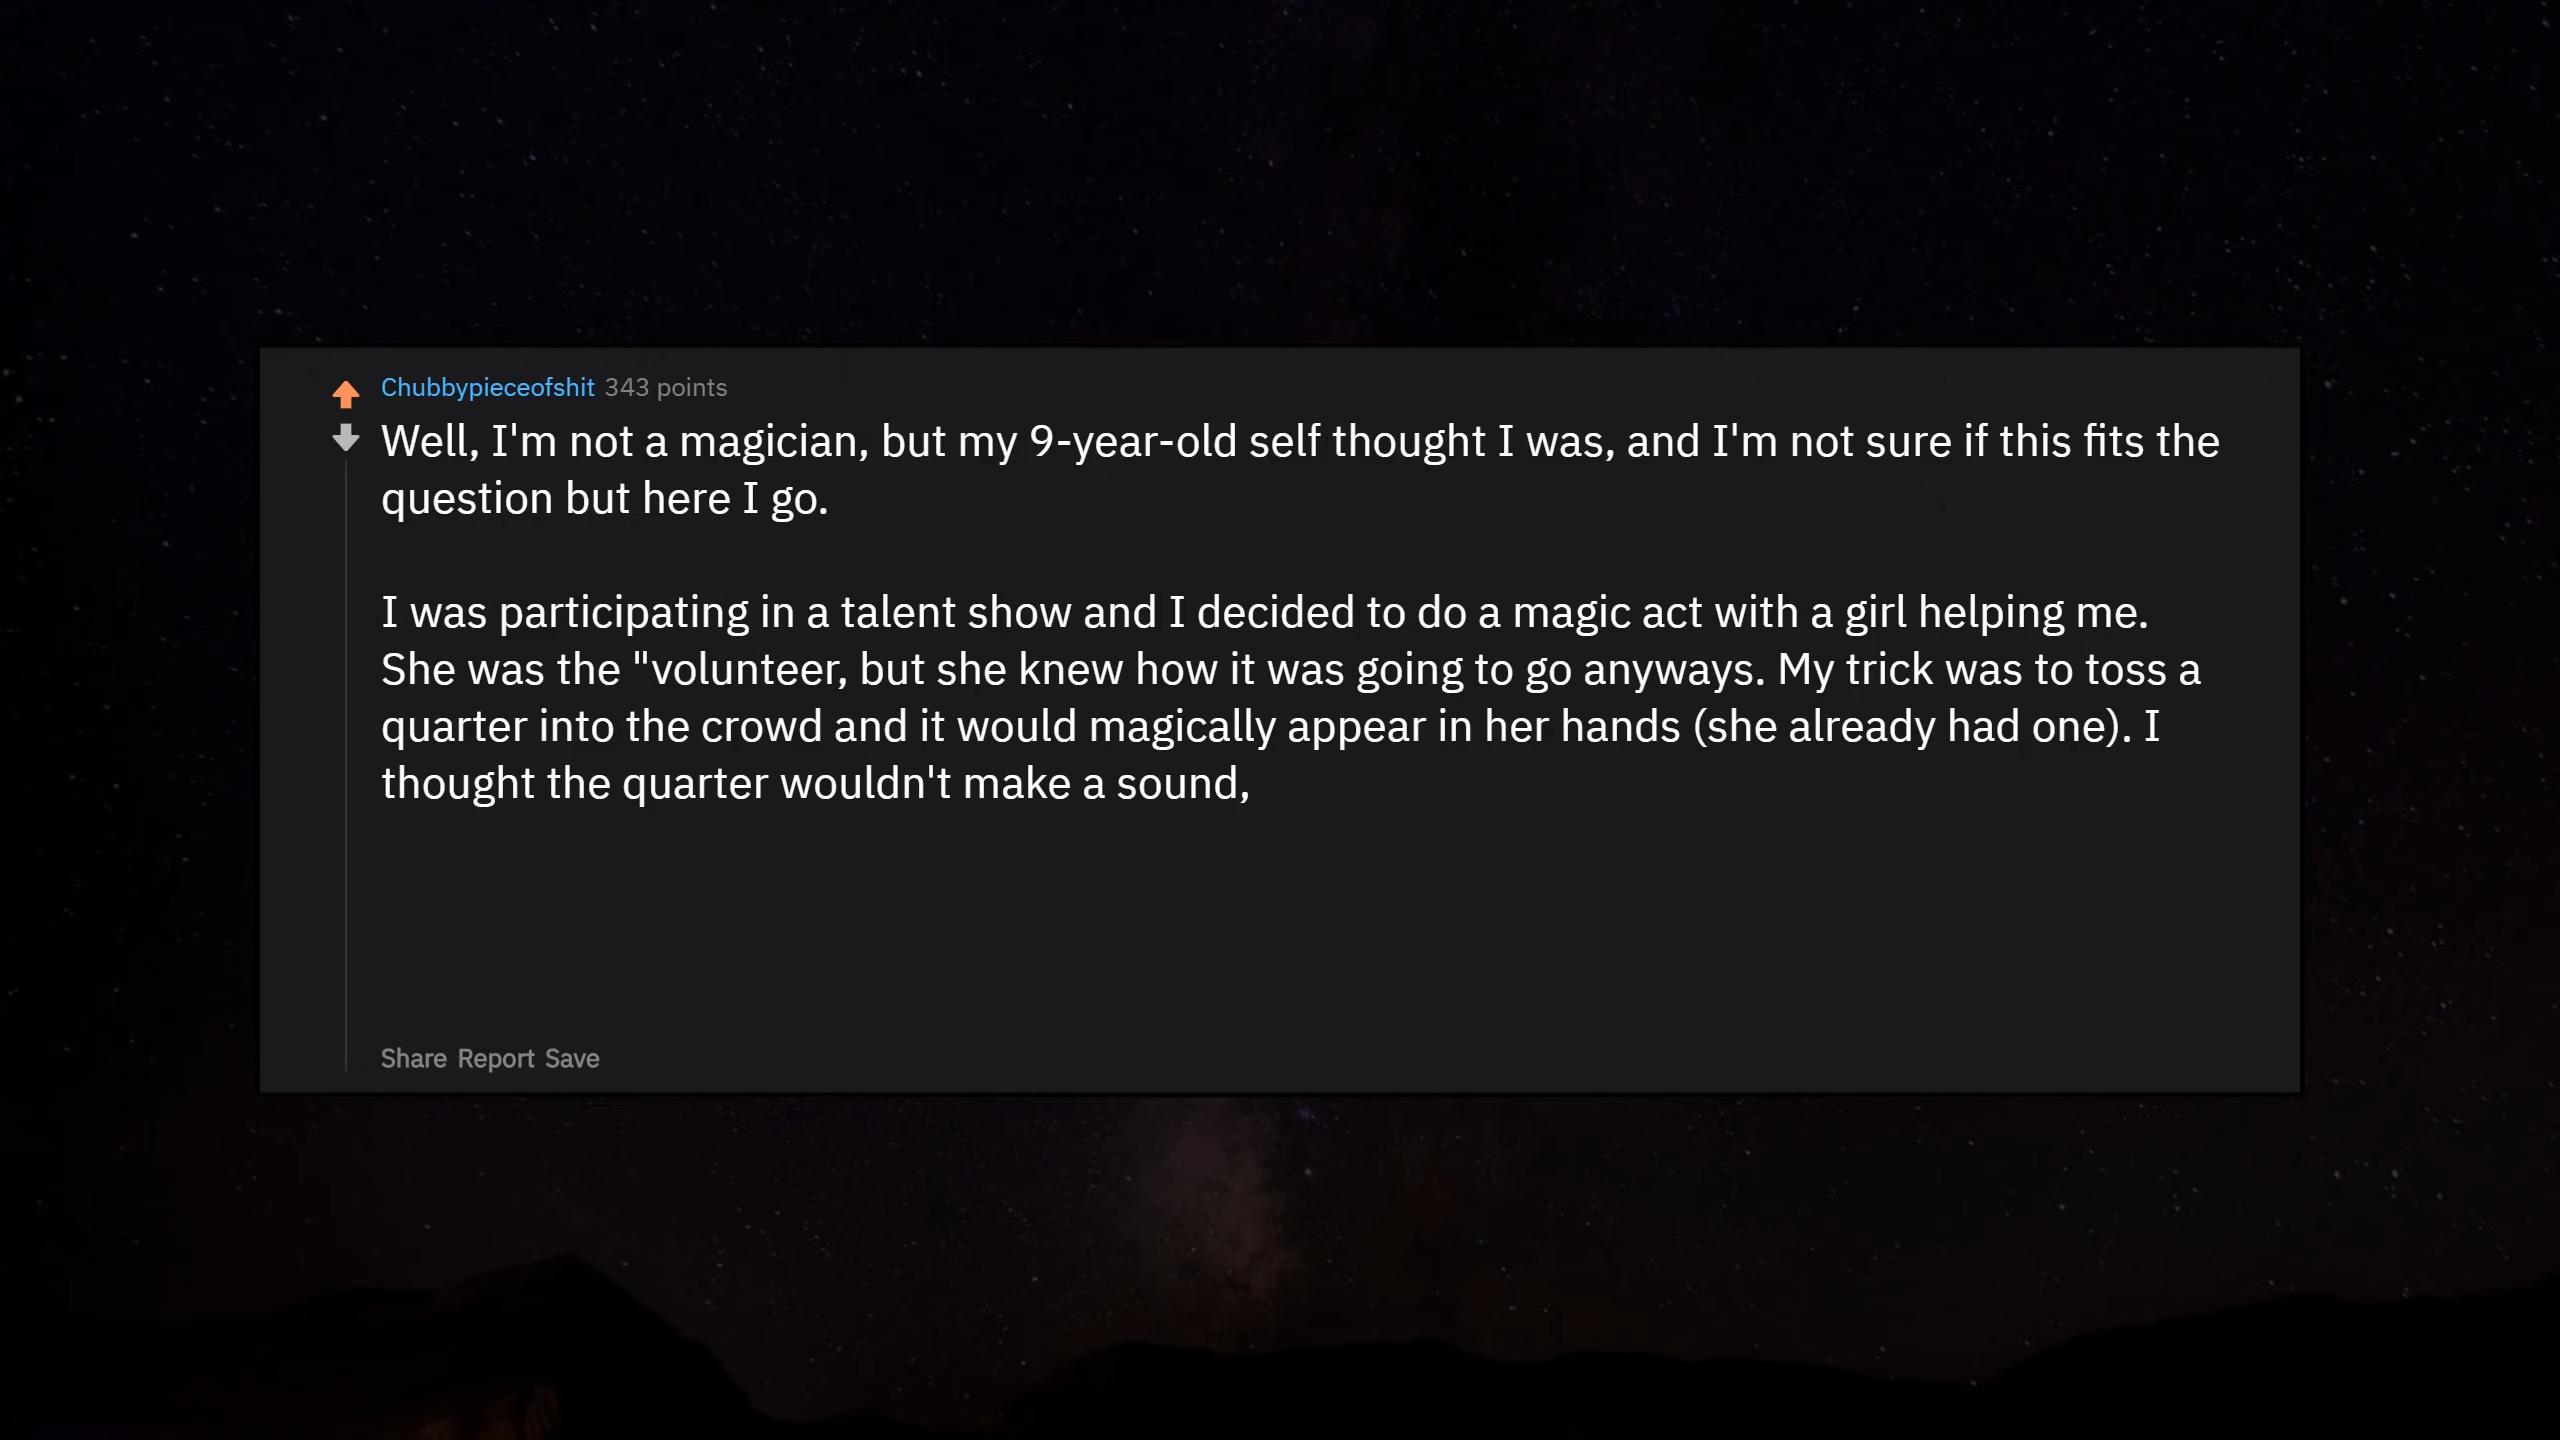 Chubbypieceofshit 343 points
Well, I'm not a magician, but my 9-year-old self thought I was, and I'm not sure if this fits the
question but here I go.
I was participating in a talent show and I decided to do a magic act with a girl helping me.
She was the "volunteer, but she knew how it was going to go anyways. My trick was to toss a
quarter into the crowd and it would magically appear in her hands (she already had one). I
thought the quarter wouldn't make a sound,
Share Report Save